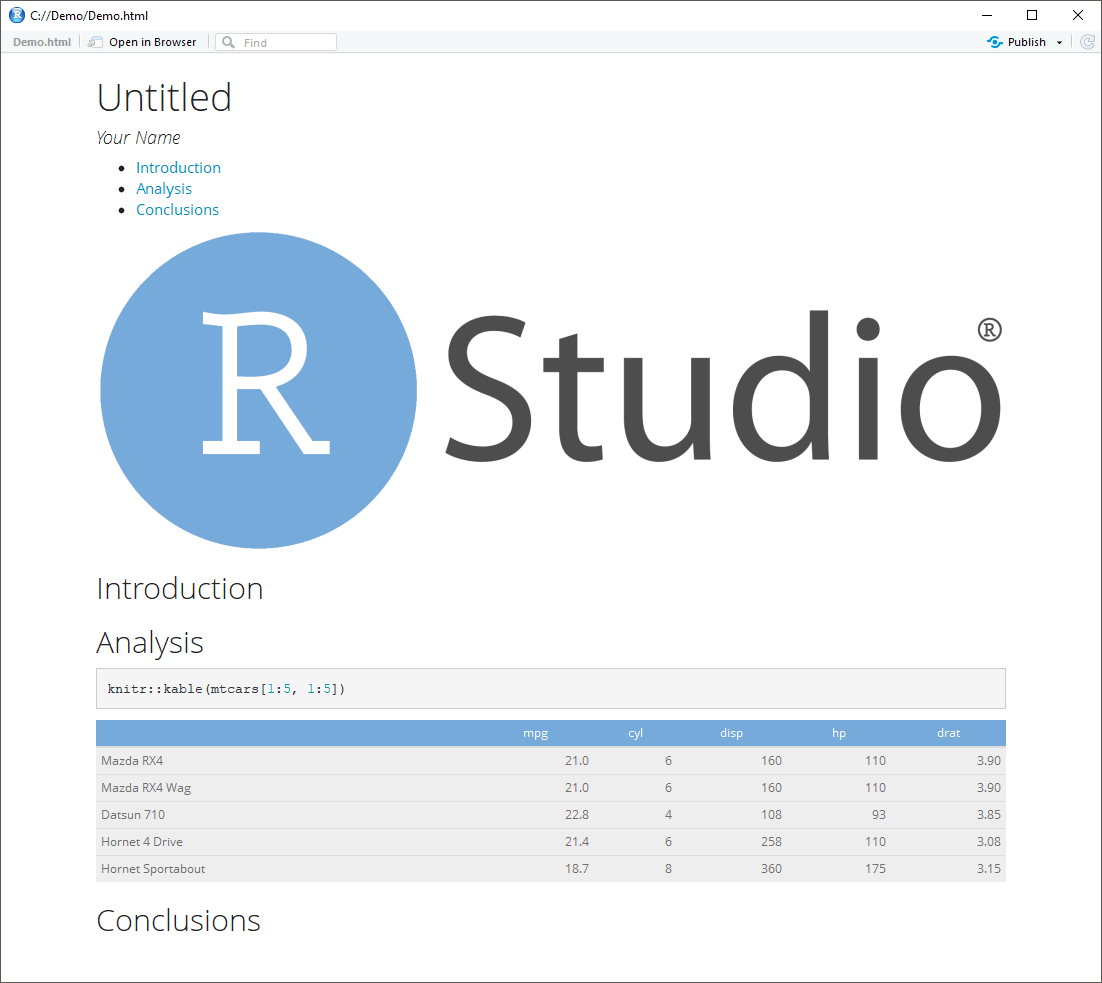 R C://Demo/Demo.html
Demo.html Open in Browser Find Publish
Untitled
Your Name
Introduction
Analysis
Conclusions
R Studio®
Introduction
Analysis
knitr::kable(mtcars[1:5, 1:5])
mpg cyl disp hp drat
Mazda RX4 21.0 6 160 110 3.90
Mazda RX4 Wag 21.0 6 160 110 3.90
Datsun 710 22.8 4 108 93 3.85
Hornet 4 Drive 21.4 6 258 110 3.08
Hornet Sportabout 18.7 8 360 175 3.15
Conclusions